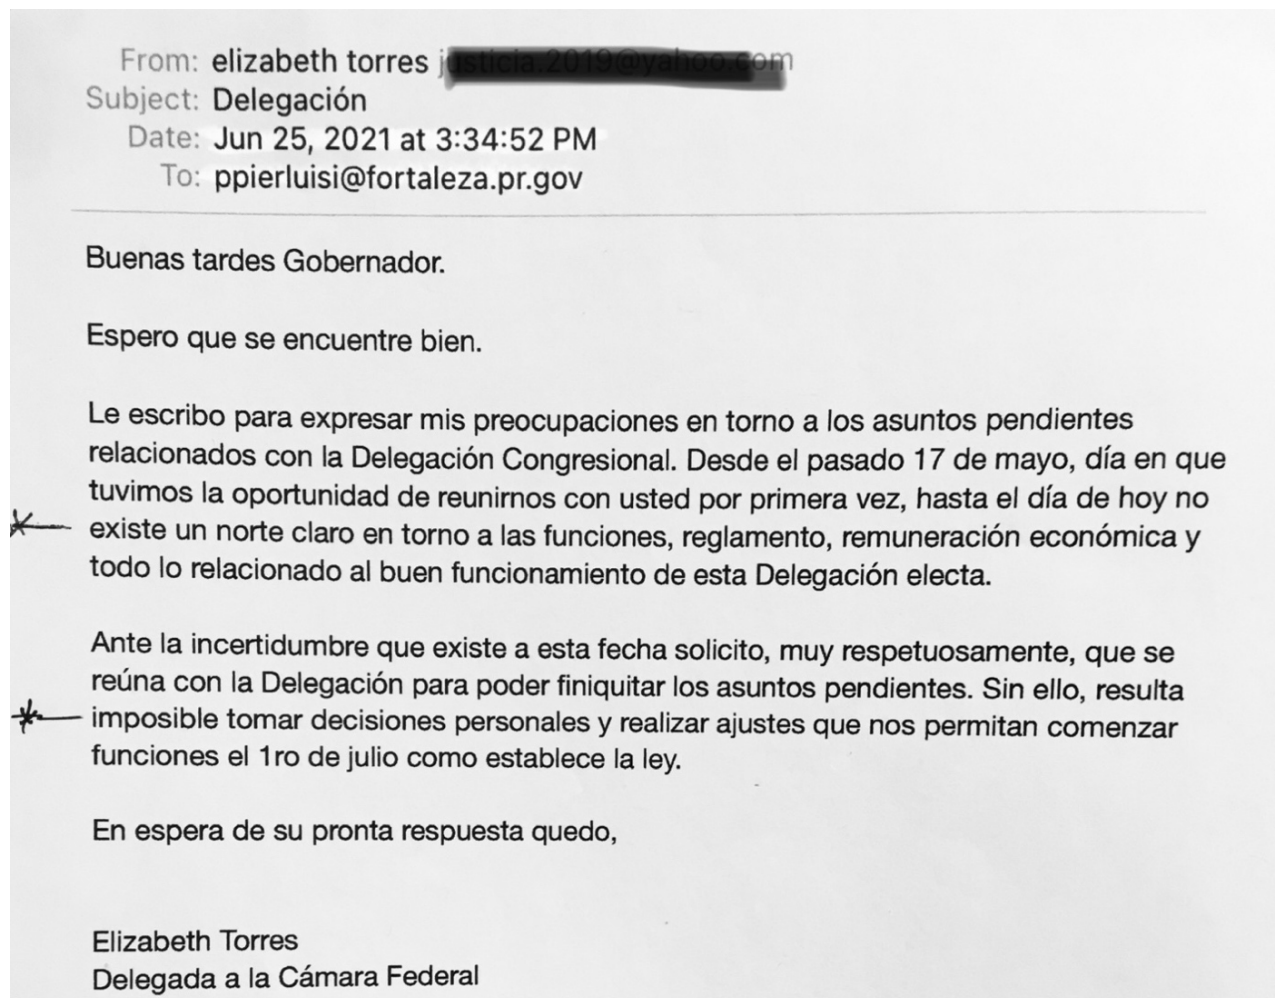 From: elizabeth torres
Subject: Delegación
Date: Jun 25, 2021 at 3:34:52 PM
To: ppierluisi@fortaleza.pr.gov
Buenas tardes Gobernador.
Espero que se encuentre bien.
Le escribo para expresar mis preocupaciones en torno a los asuntos pendientes
relacionados con la Delegación Congresional. Desde el pasado 17 de mayo, día en que
tuvimos la oportunidad de reunirnos con usted por primera vez, hasta el día de hoy no
existe un norte claro en torno a las funciones, reglamento, remuneración económica y
todo lo relacionado al buen funcionamiento de esta Delegación electa.
Ante la incertidumbre que existe a esta fecha solicito, muy respetuosamente, que se
reúna con la Delegación para poder finiquitar los asuntos pendientes. Sin ello, resulta
imposible tomar decisiones personales y realizar ajustes que nos permitan comenzar
funciones el 1ro de julio como establece la ley.
En espera de su pronta respuesta quedo,
Elizabeth Torres
Delegada a la Cámara Federal